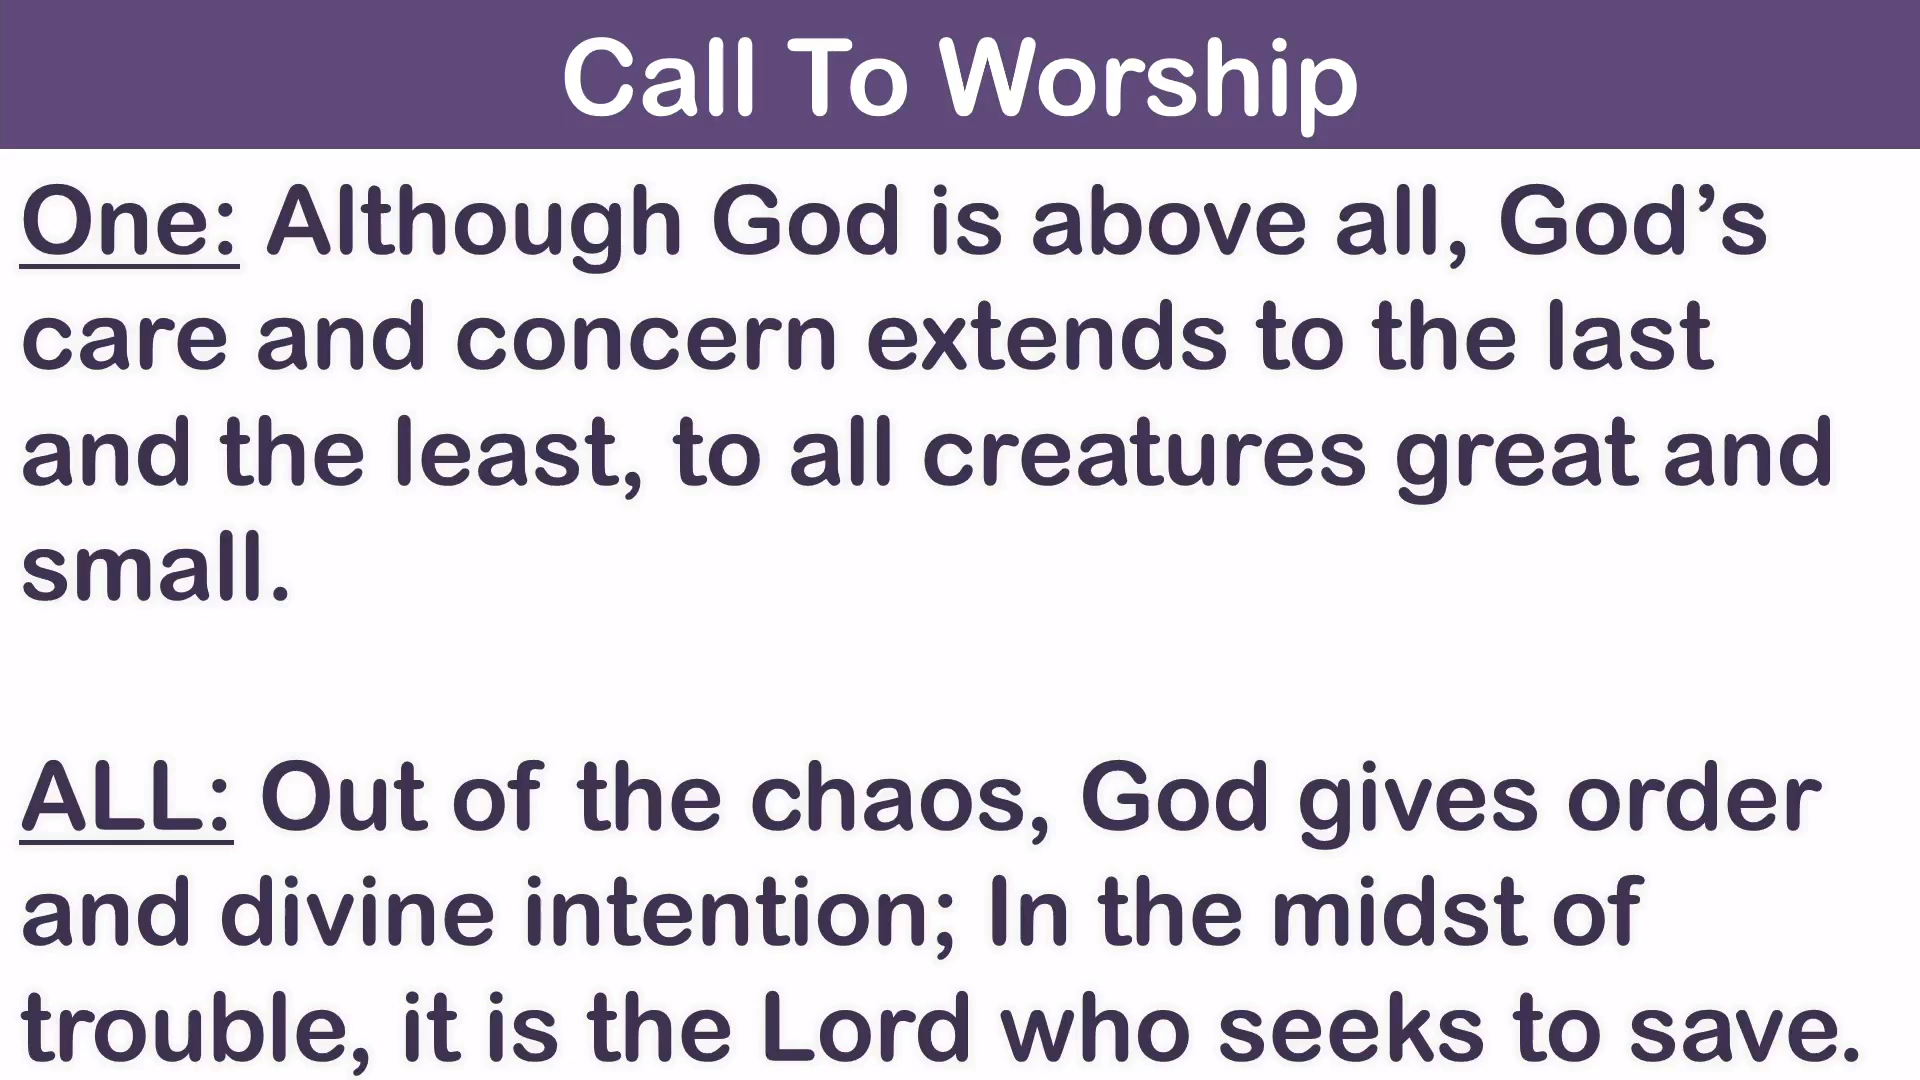 Call To Worship
One: Although God is above all, God’s
care and concern extends to the last
and the least, to all creatures great and
small.
ALL: Out of the chaos, God gives order
and divine intention; In the midst of
trouble, it is the Lord who seeks to save.